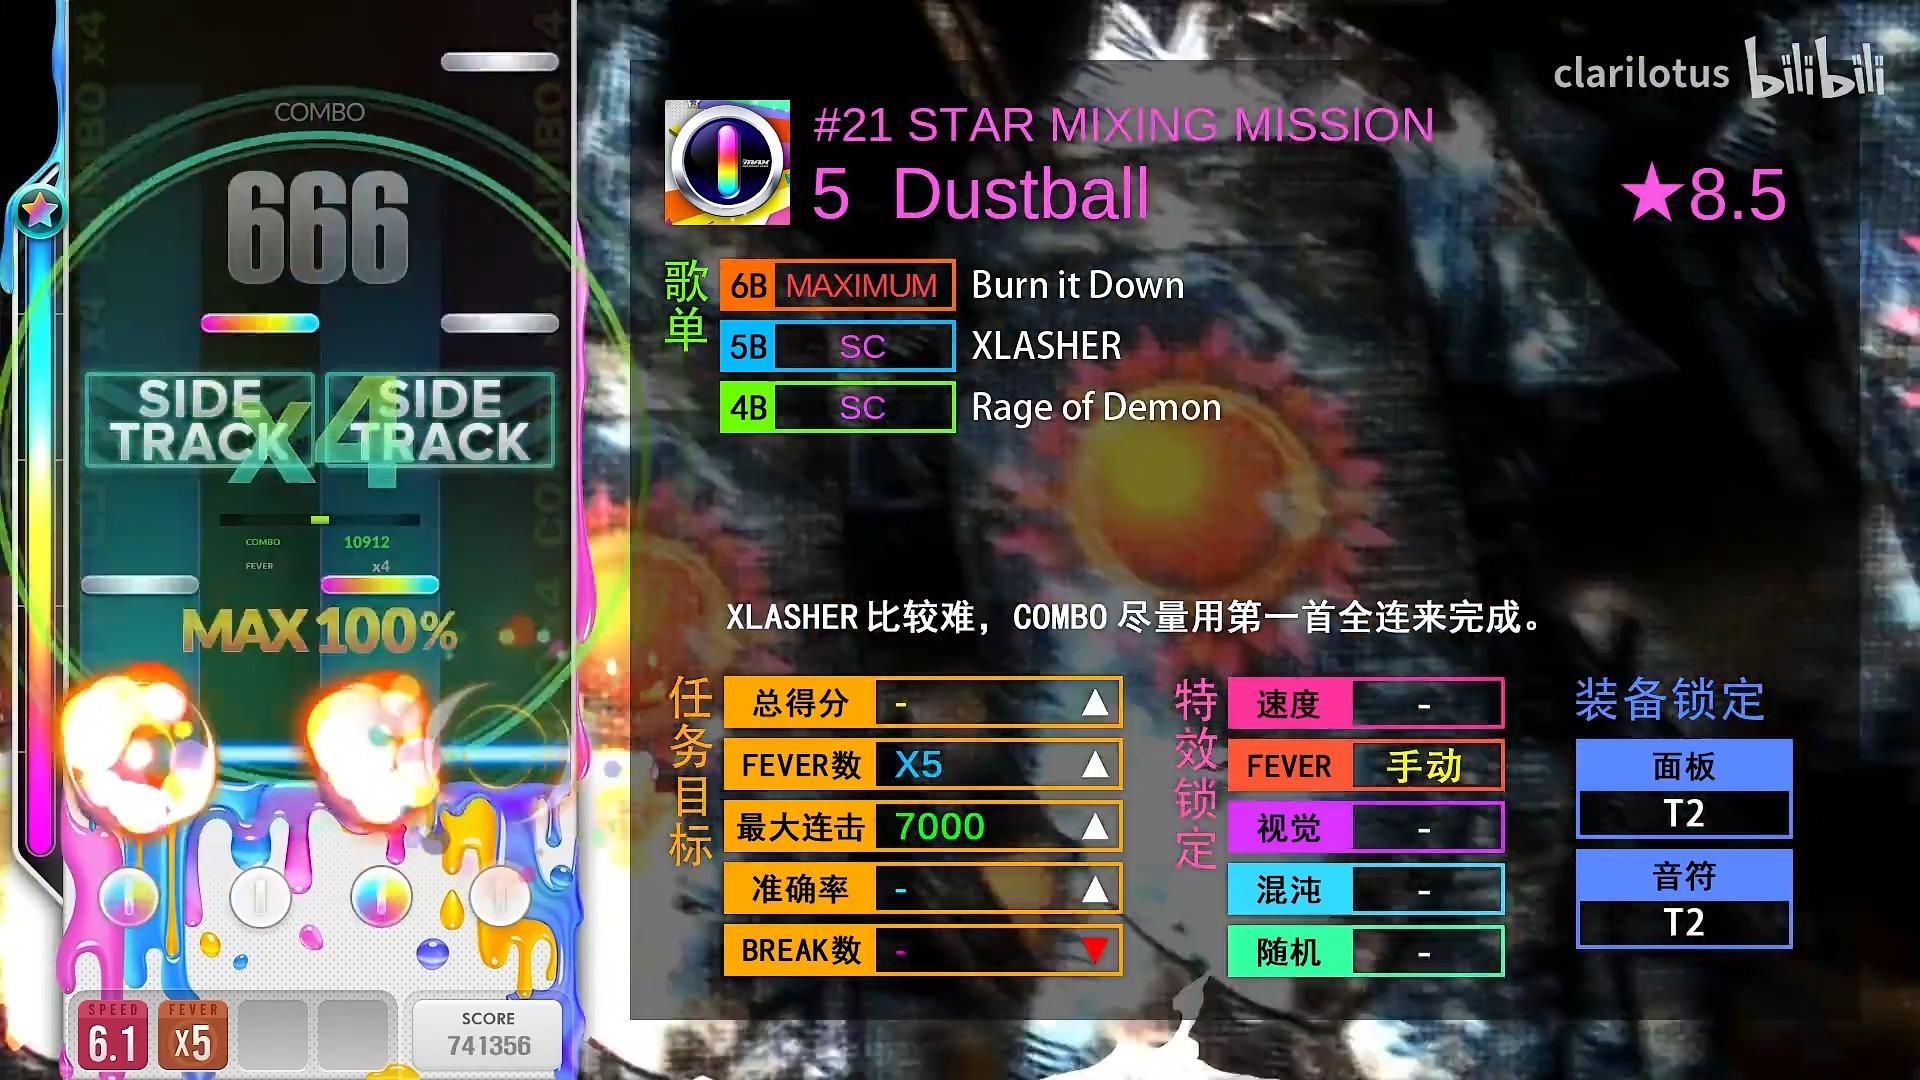 clarilotus bilibili
#21 STAR MIXING MISSION
5 Dustball
★8.5
歌单
6B MAXIMUM Burn it Down
5B SC XLASHER
4B SC Rage of Demon
XLASHER 比较难，COMBO 尽量用第一首全连来完成。
任务目标
总得分 - ▲
FEVER数 X5 ▲
最大连击 7000 ▲
准确率 - ▲
BREAK数 - ▼
特效锁定
速度 -
FEVER 手动
视觉 -
混沌 -
随机 -
装备锁定
面板
T2
音符
T2
COMBO
666
SIDE TRACK
SIDE TRACK
x4
COMBO 10912
FEVER x4
MAX 100%
SPEED
6.1
FEVER
x5
SCORE
741356